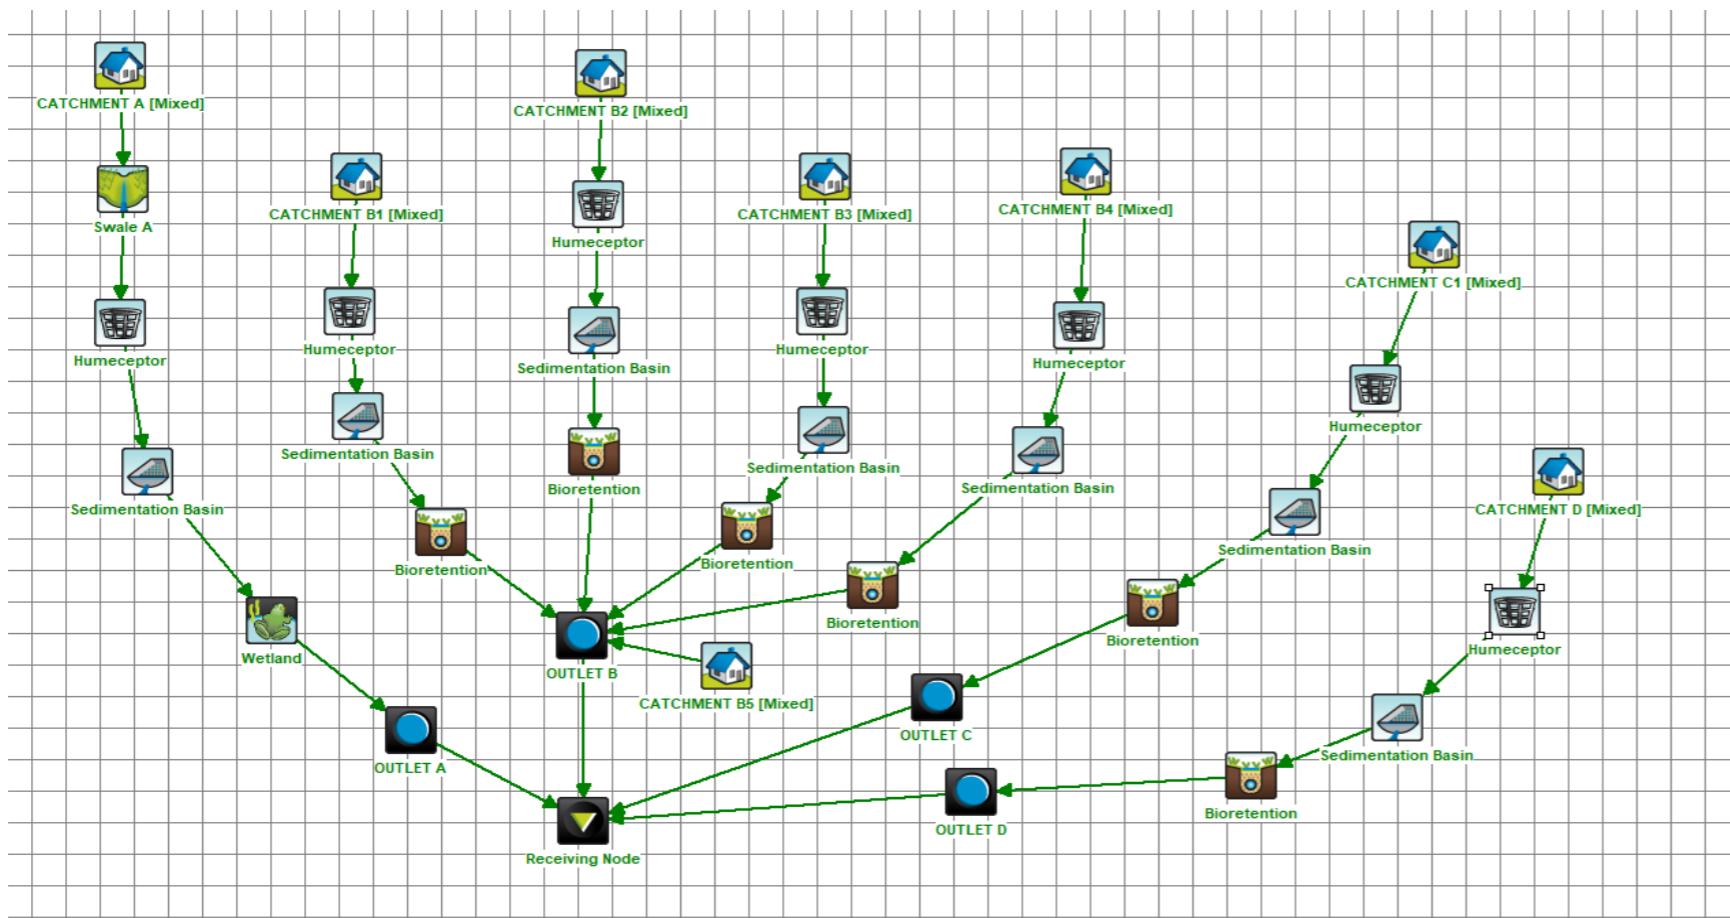 CATCHMENT A [Mixed]
CATCHMENT B2 [Mixed]
CATCHMENT B1 [Mixed]
CATCHMENT B3 [Mixed]
CATCHMENT B4 [Mixed]
Swale A
Humeceptor
CATCHMENT C1 [Mixed]
Humeceptor
Humeceptor
Humeceptor
Humeceptor
Sedimentation Basin
Humeceptor
Sedimentation Basin
Sedimentation Basin
Bioretention
Sedimentation Basin
Sedimentation Basin
CATCHMENT D [Mixed]
Sedimentation Basin
Bioretention
Bioretention
Bioretention
Bioretention
Humeceptor
Wetland
OUTLET B
CATCHMENT B5 [Mixed]
OUTLET C
Sedimentation Basin
OUTLET A
Bioretention
OUTLET D
Receiving Node